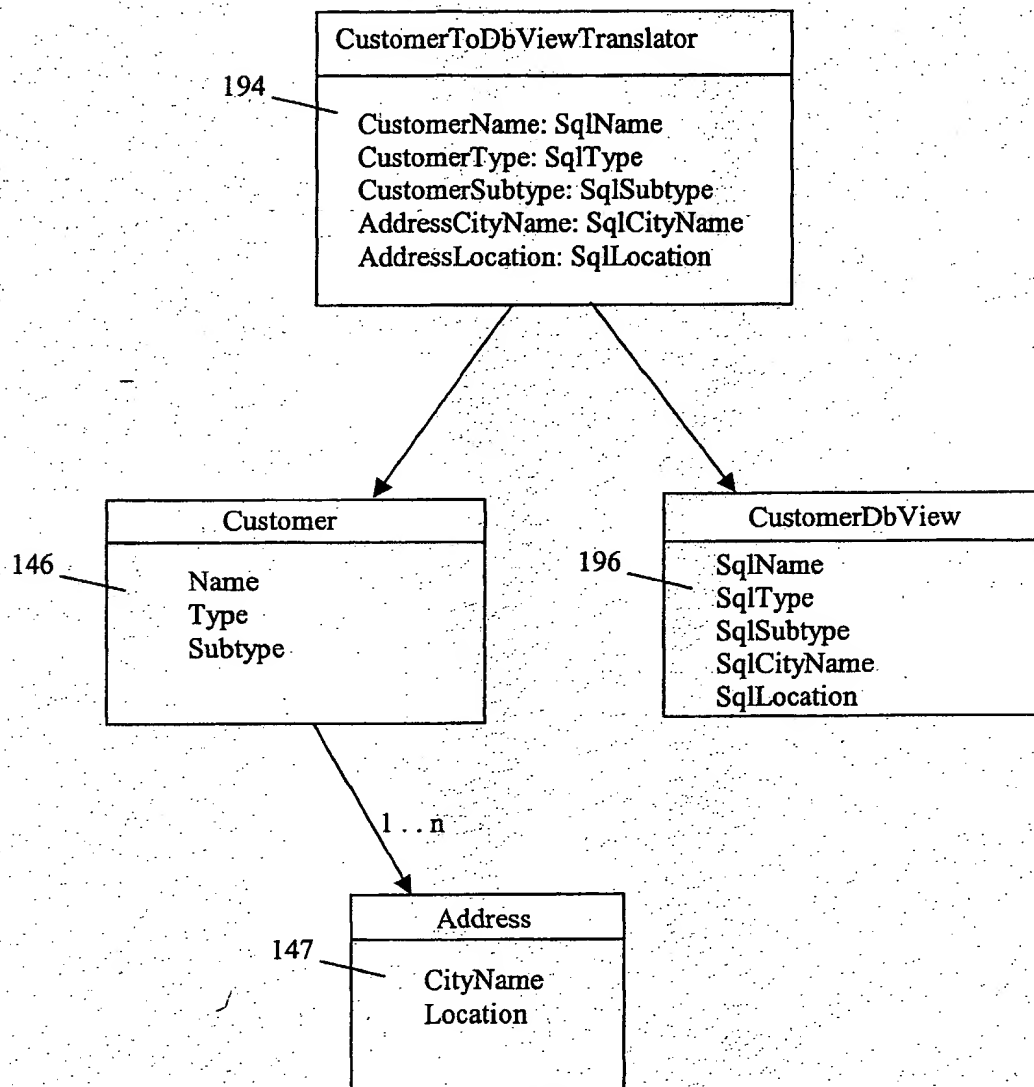 CustomerToDbViewTranslator
194
CustomerName: SqlName
CustomerType: SqlType
CustomerSubtype: SqlSubtype
AddressCityName: SqlCityName
AddressLocation: SqlLocation
Customer
146
Name
Type
Subtype
CustomerDbView
196
SqlName
SqlType
SqlSubtype
SqlCityName
SqlLocation
1 . . n
Address
147
CityName
Location